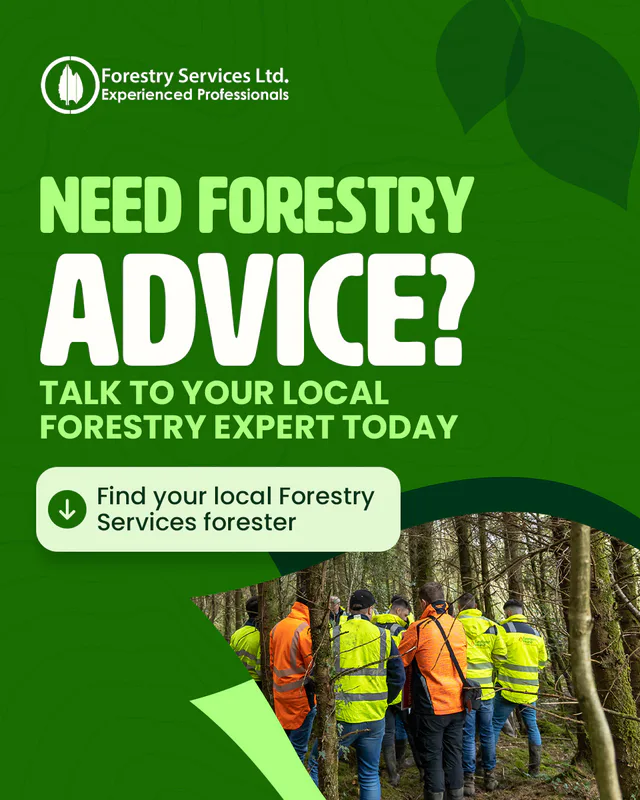 Forestry Services Ltd.
Experienced Professionals
NEED FORESTRY
ADVICE?
TALK TO YOUR LOCAL
FORESTRY EXPERT TODAY
Find your local Forestry
Services forester